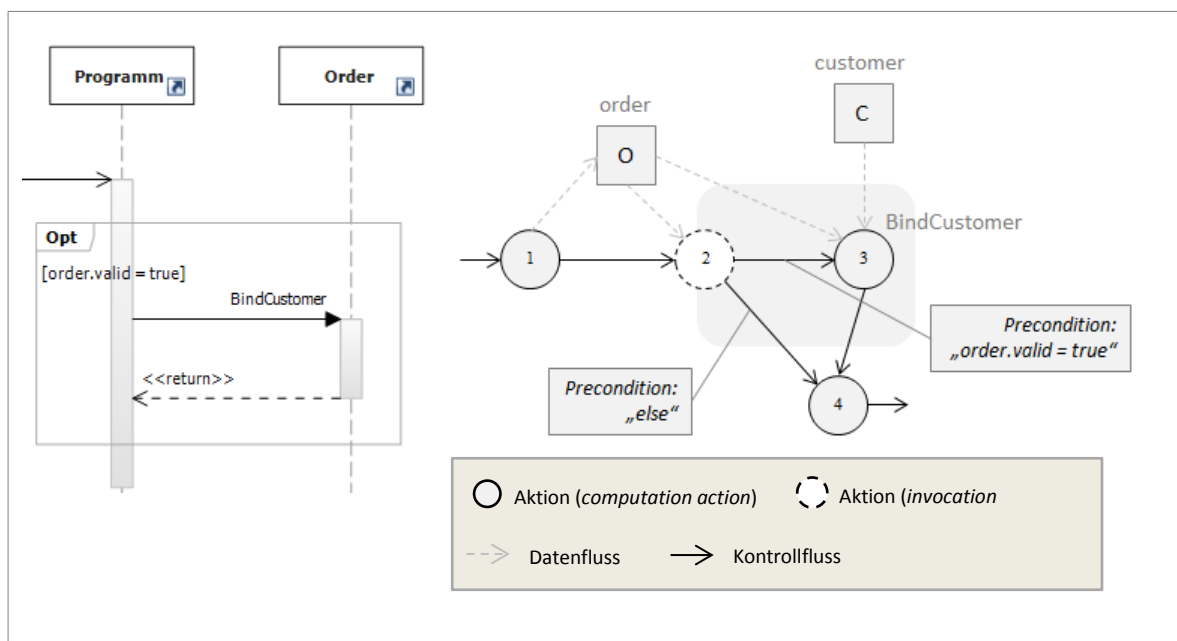 Programm
Order
Opt
[order.valid = true]
BindCustomer
<<return>>
customer
order
C
O
BindCustomer
1
2
3
Precondition:
„order.valid = true“
Precondition:
„else“
4
Aktion (computation action)
Aktion (invocation
Datenfluss
Kontrollfluss